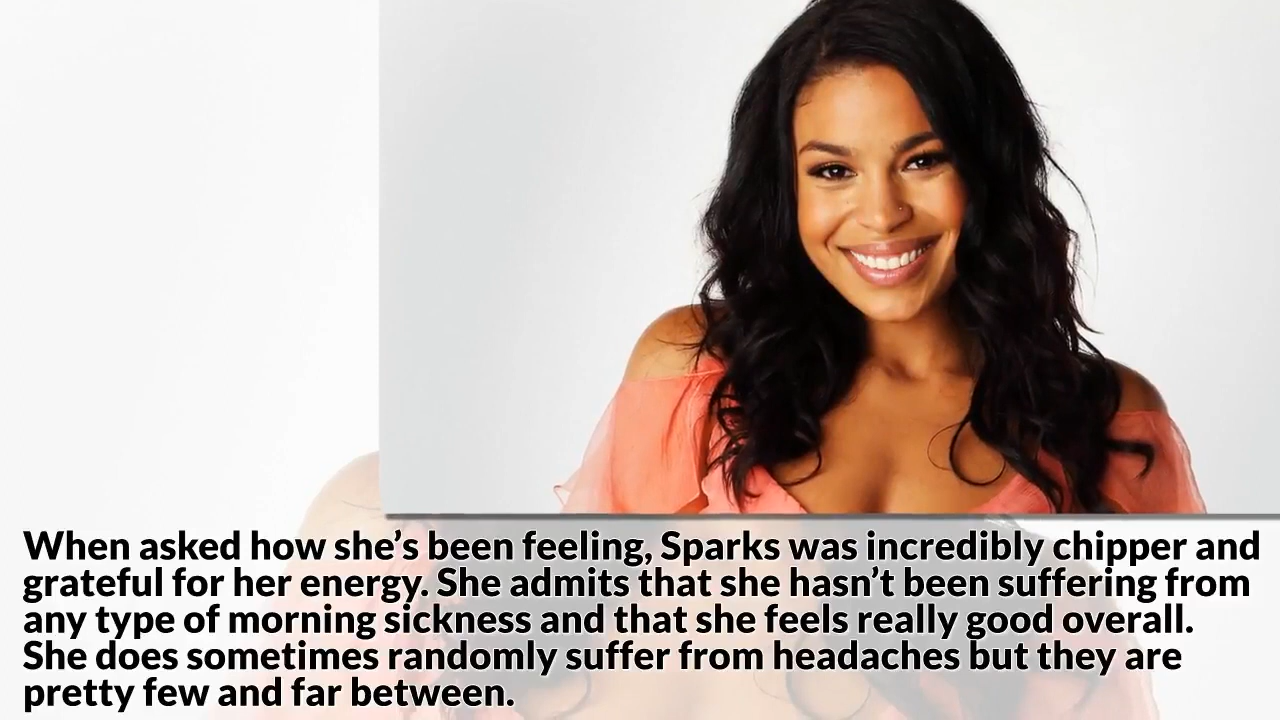 When asked how she’s been feeling, Sparks was incredibly chipper and
grateful for her energy. She admits that she hasn’t been suffering from
any type of morning sickness and that she feels really good overall.
She does sometimes randomly suffer from headaches but they are
pretty few and far between.